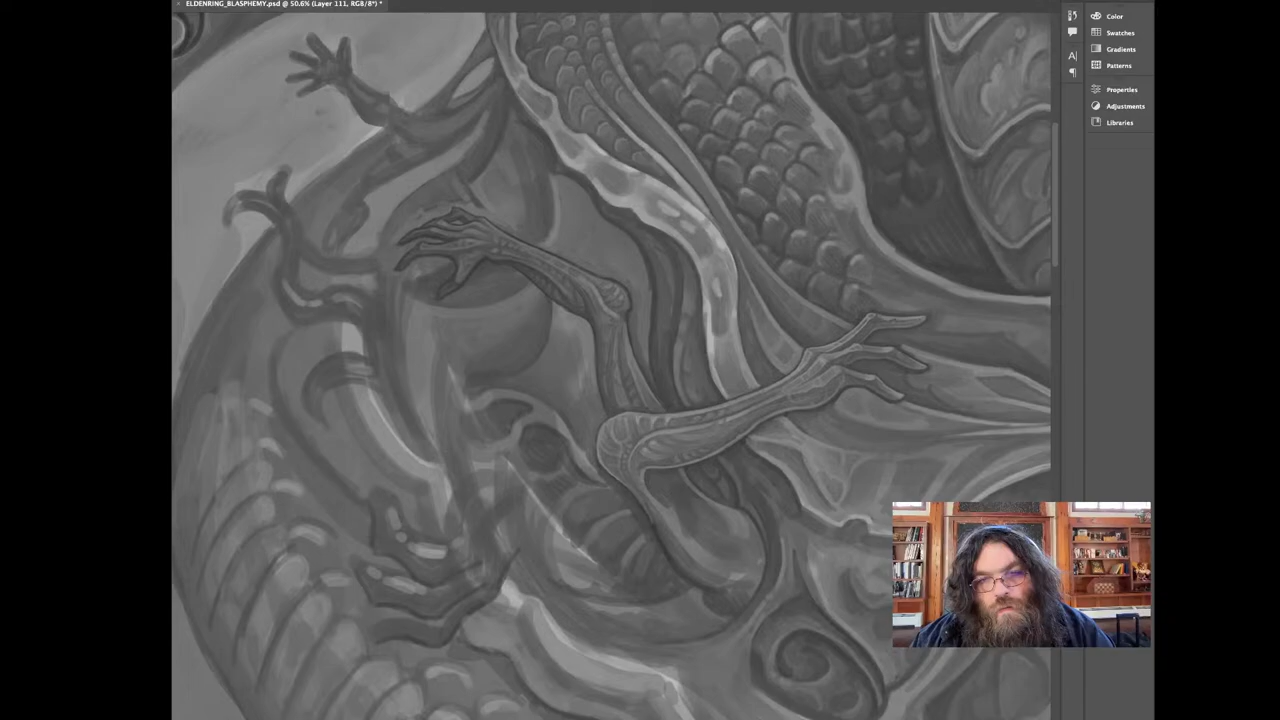 × ELDENRING_BLASPHEMY.psd @ 50.6% (Layer 111, RGB/8*) *
Color
Swatches
Gradients
A|
Patterns
¶
Properties
Adjustments
Libraries